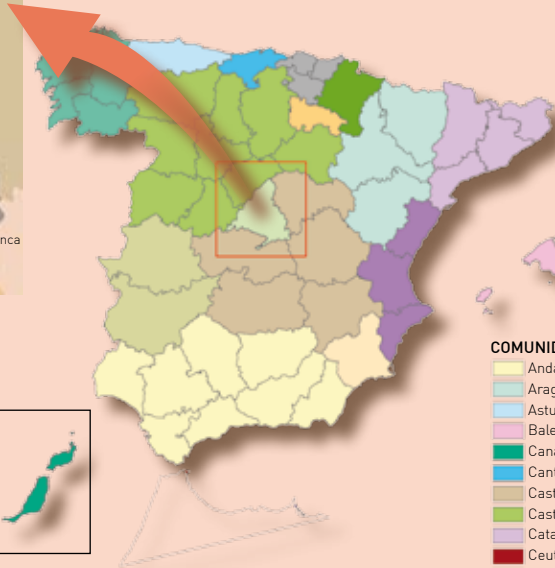 nca
COMUNID
Anda
Arag
Astu
Bale
Cana
Cant
Cast
Cast
Cata
Ceut